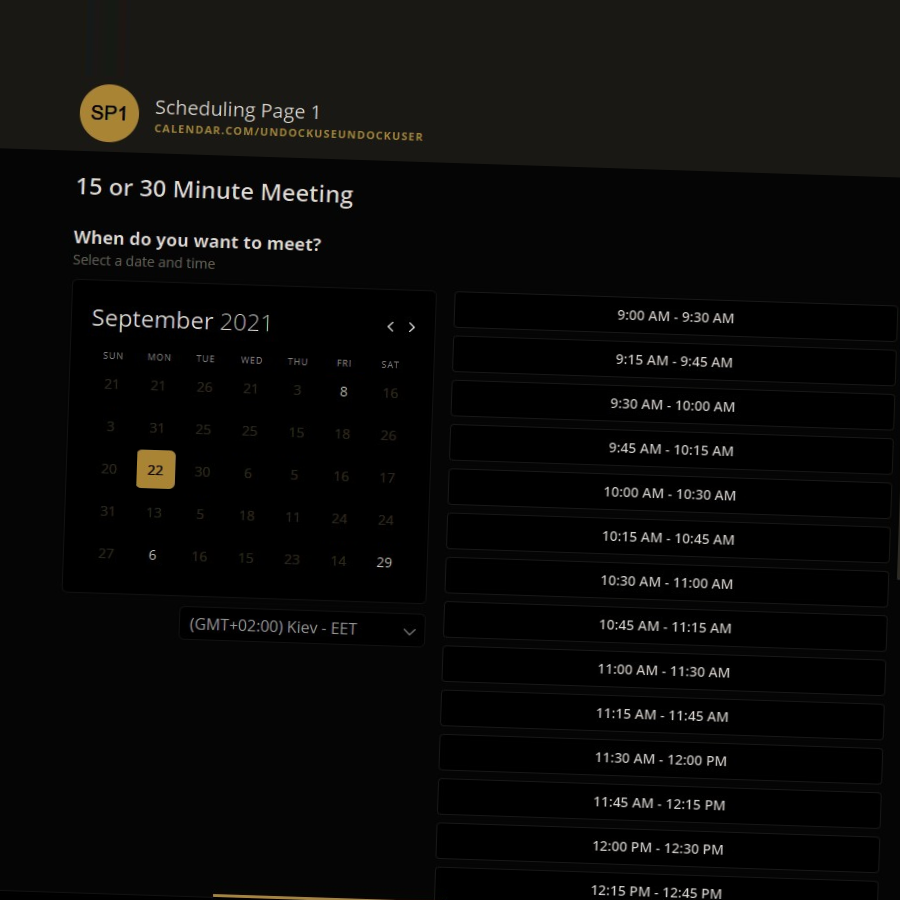 SP1
Scheduling Page 1
CALENDAR.COM/UNDOCKUSEUNDOCKUSER
15 or 30 Minute Meeting
When do you want to meet?
Select a date and time
September 2021
SUN MON TUE WED THU FRI SAT
21 21 26 21 3 8 16
3 31 25 25 15 18 26
20 22 30 6 5 16 17
31 13 5 18 11 24 24
27 6 16 15 23 14 29
(GMT+02:00) Kiev - EET
9:00 AM - 9:30 AM
9:15 AM - 9:45 AM
9:30 AM - 10:00 AM
9:45 AM - 10:15 AM
10:00 AM - 10:30 AM
10:15 AM - 10:45 AM
10:30 AM - 11:00 AM
10:45 AM - 11:15 AM
11:00 AM - 11:30 AM
11:15 AM - 11:45 AM
11:30 AM - 12:00 PM
11:45 AM - 12:15 PM
12:00 PM - 12:30 PM
12:15 PM - 12:45 PM